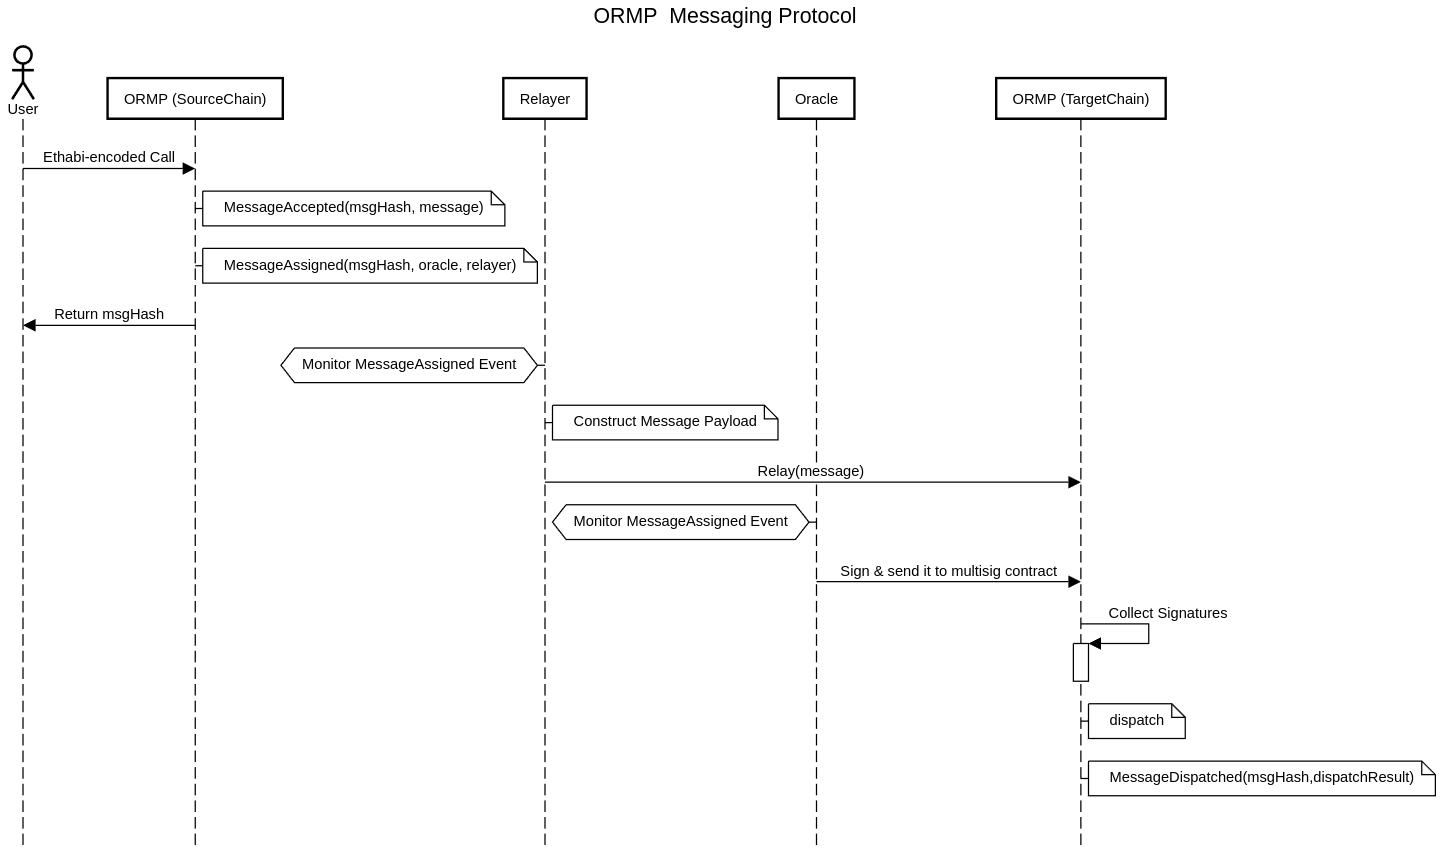 ORMP  Messaging Protocol
User
ORMP (SourceChain)
Relayer
Oracle
ORMP (TargetChain)
Ethabi-encoded Call
MessageAccepted(msgHash, message)
MessageAssigned(msgHash, oracle, relayer)
Return msgHash
Monitor MessageAssigned Event
Construct Message Payload
Relay(message)
Monitor MessageAssigned Event
Sign & send it to multisig contract
Collect Signatures
dispatch
MessageDispatched(msgHash,dispatchResult)